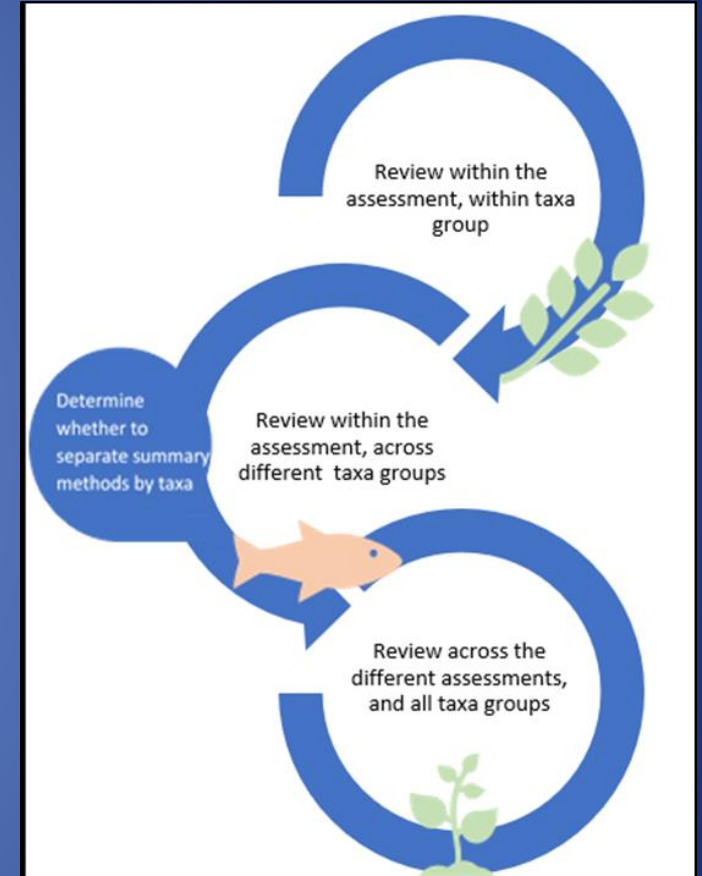 Review within the
assessment, within taxa
group
Determine
whether to
separate summary
methods by taxa
Review within the
assessment, across
different taxa groups
Review across the
different assessments,
and all taxa groups